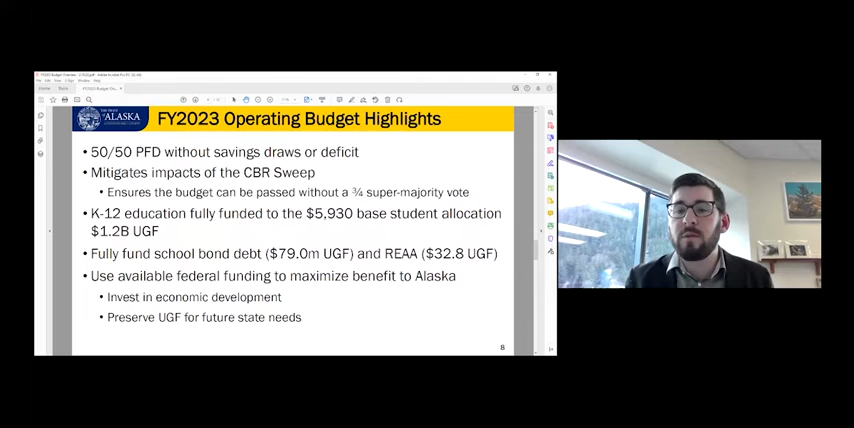 FY2023 Operating Budget Highlights
ALASKA
• 50/50 PFD without savings draws or deficit
• Mitigates impacts of the CBR Sweep
• Ensures the budget can be passed without a ¾ super-majority vote
• K-12 education fully funded to the $5,930 base student allocation
$1.2B UGF
• Fully fund school bond debt ($79.0m UGF) and REAA ($32.8 UGF)
• Use available federal funding to maximize benefit to Alaska
• Invest in economic development
• Preserve UGF for future state needs
8